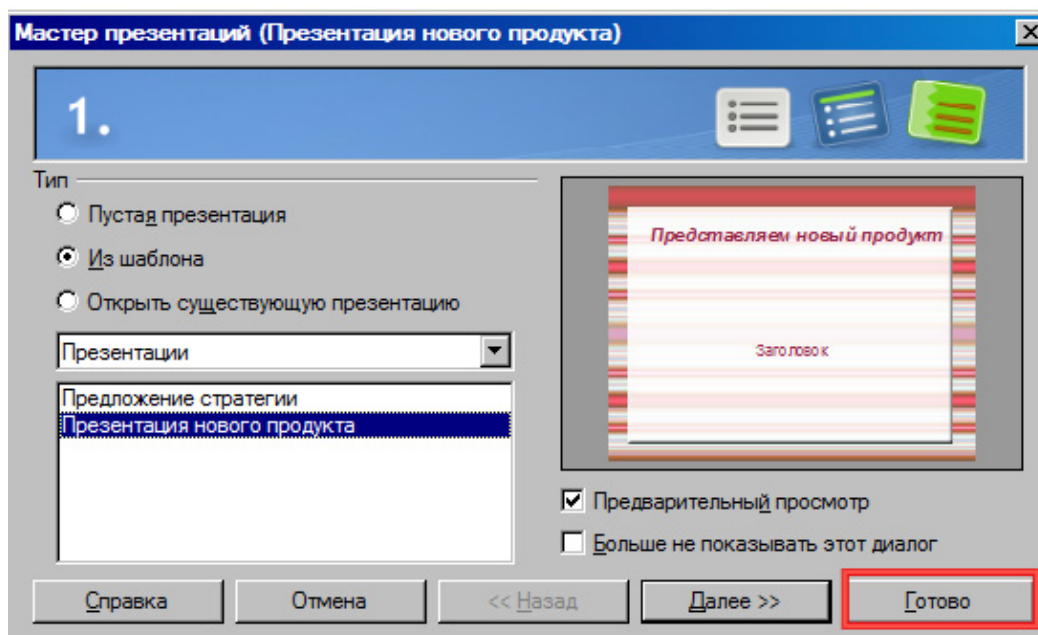 Мастер презентаций (Презентация нового продукта)
1.
Тип
Пустая презентация
Из шаблона
Открыть существующую презентацию
Презентации
Предложение стратегии
Презентация нового продукта
Представляем новый продукт
Заголовок
Предварительный просмотр
Больше не показывать этот диалог
Справка
Отмена
<< Назад
Далее >>
Готово